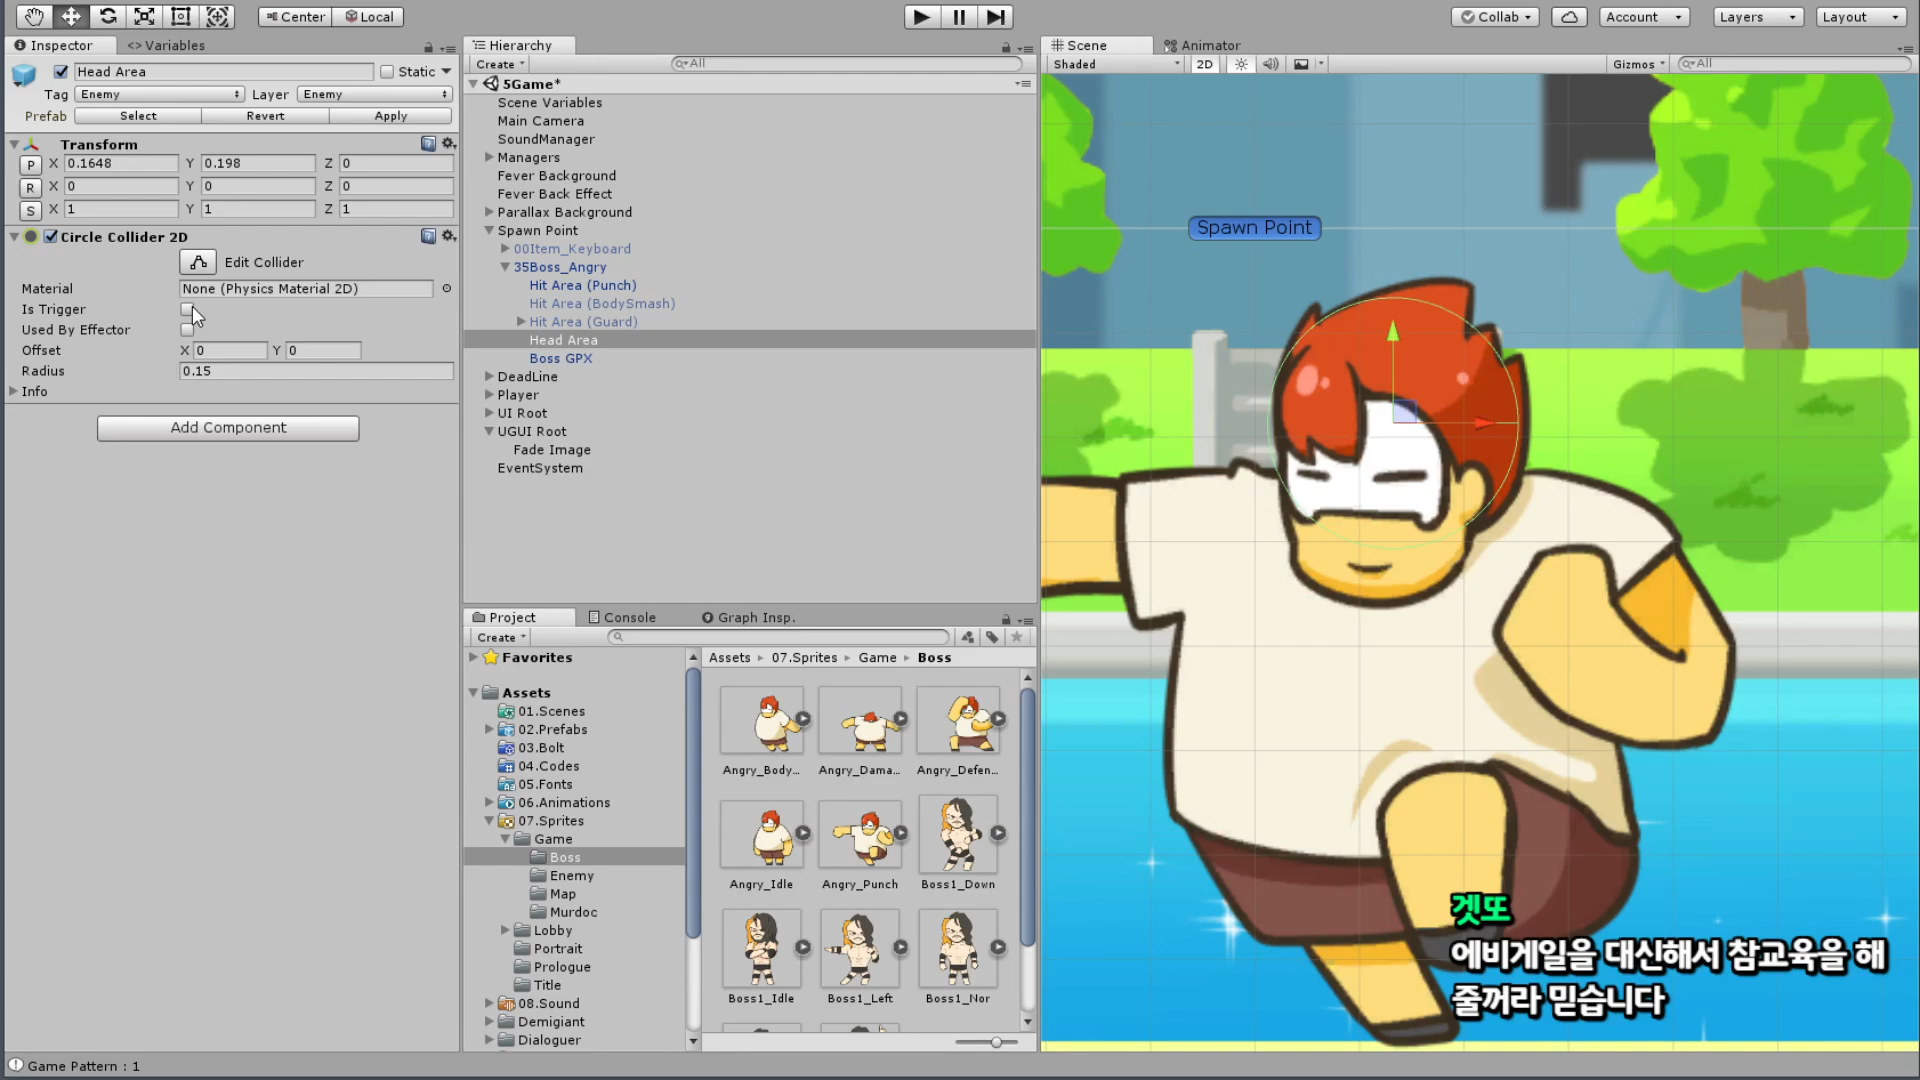 Center
Local
Collab
Account
Layers
Layout
Inspector
<> Variables
Head Area
Static
Tag Enemy Layer Enemy
Prefab Select Revert Apply
Transform
P X 0.1648 Y 0.198 Z 0
R X 0 Y 0 Z 0
S X 1 Y 1 Z 1
Circle Collider 2D
Edit Collider
Material None (Physics Material 2D)
Is Trigger
Used By Effector
Offset X 0 Y 0
Radius 0.15
Info
Add Component
Hierarchy
Create
All
5Game*
Scene Variables
Main Camera
SoundManager
Managers
Fever Background
Fever Back Effect
Parallax Background
Spawn Point
00Item_Keyboard
35Boss_Angry
Hit Area (Punch)
Hit Area (BodySmash)
Hit Area (Guard)
Head Area
Boss GPX
DeadLine
Player
UI Root
UGUI Root
Fade Image
EventSystem
Project
Console
Graph Insp.
Create
Favorites
Assets
01.Scenes
02.Prefabs
03.Bolt
04.Codes
05.Fonts
06.Animations
07.Sprites
Game
Boss
Enemy
Map
Murdoc
Lobby
Portrait
Prologue
Title
08.Sound
Demigiant
Dialoguer
Assets ▸ 07.Sprites ▸ Game ▸ Boss
Angry_Body... Angry_Dama... Angry_Defen...
Angry_Idle Angry_Punch Boss1_Down
Boss1_Idle Boss1_Left Boss1_Nor
Scene
Animator
Shaded
2D
Gizmos
All
Spawn Point
겟또
에비게일을 대신해서 참교육을 해
줄꺼라 믿습니다
Game Pattern : 1